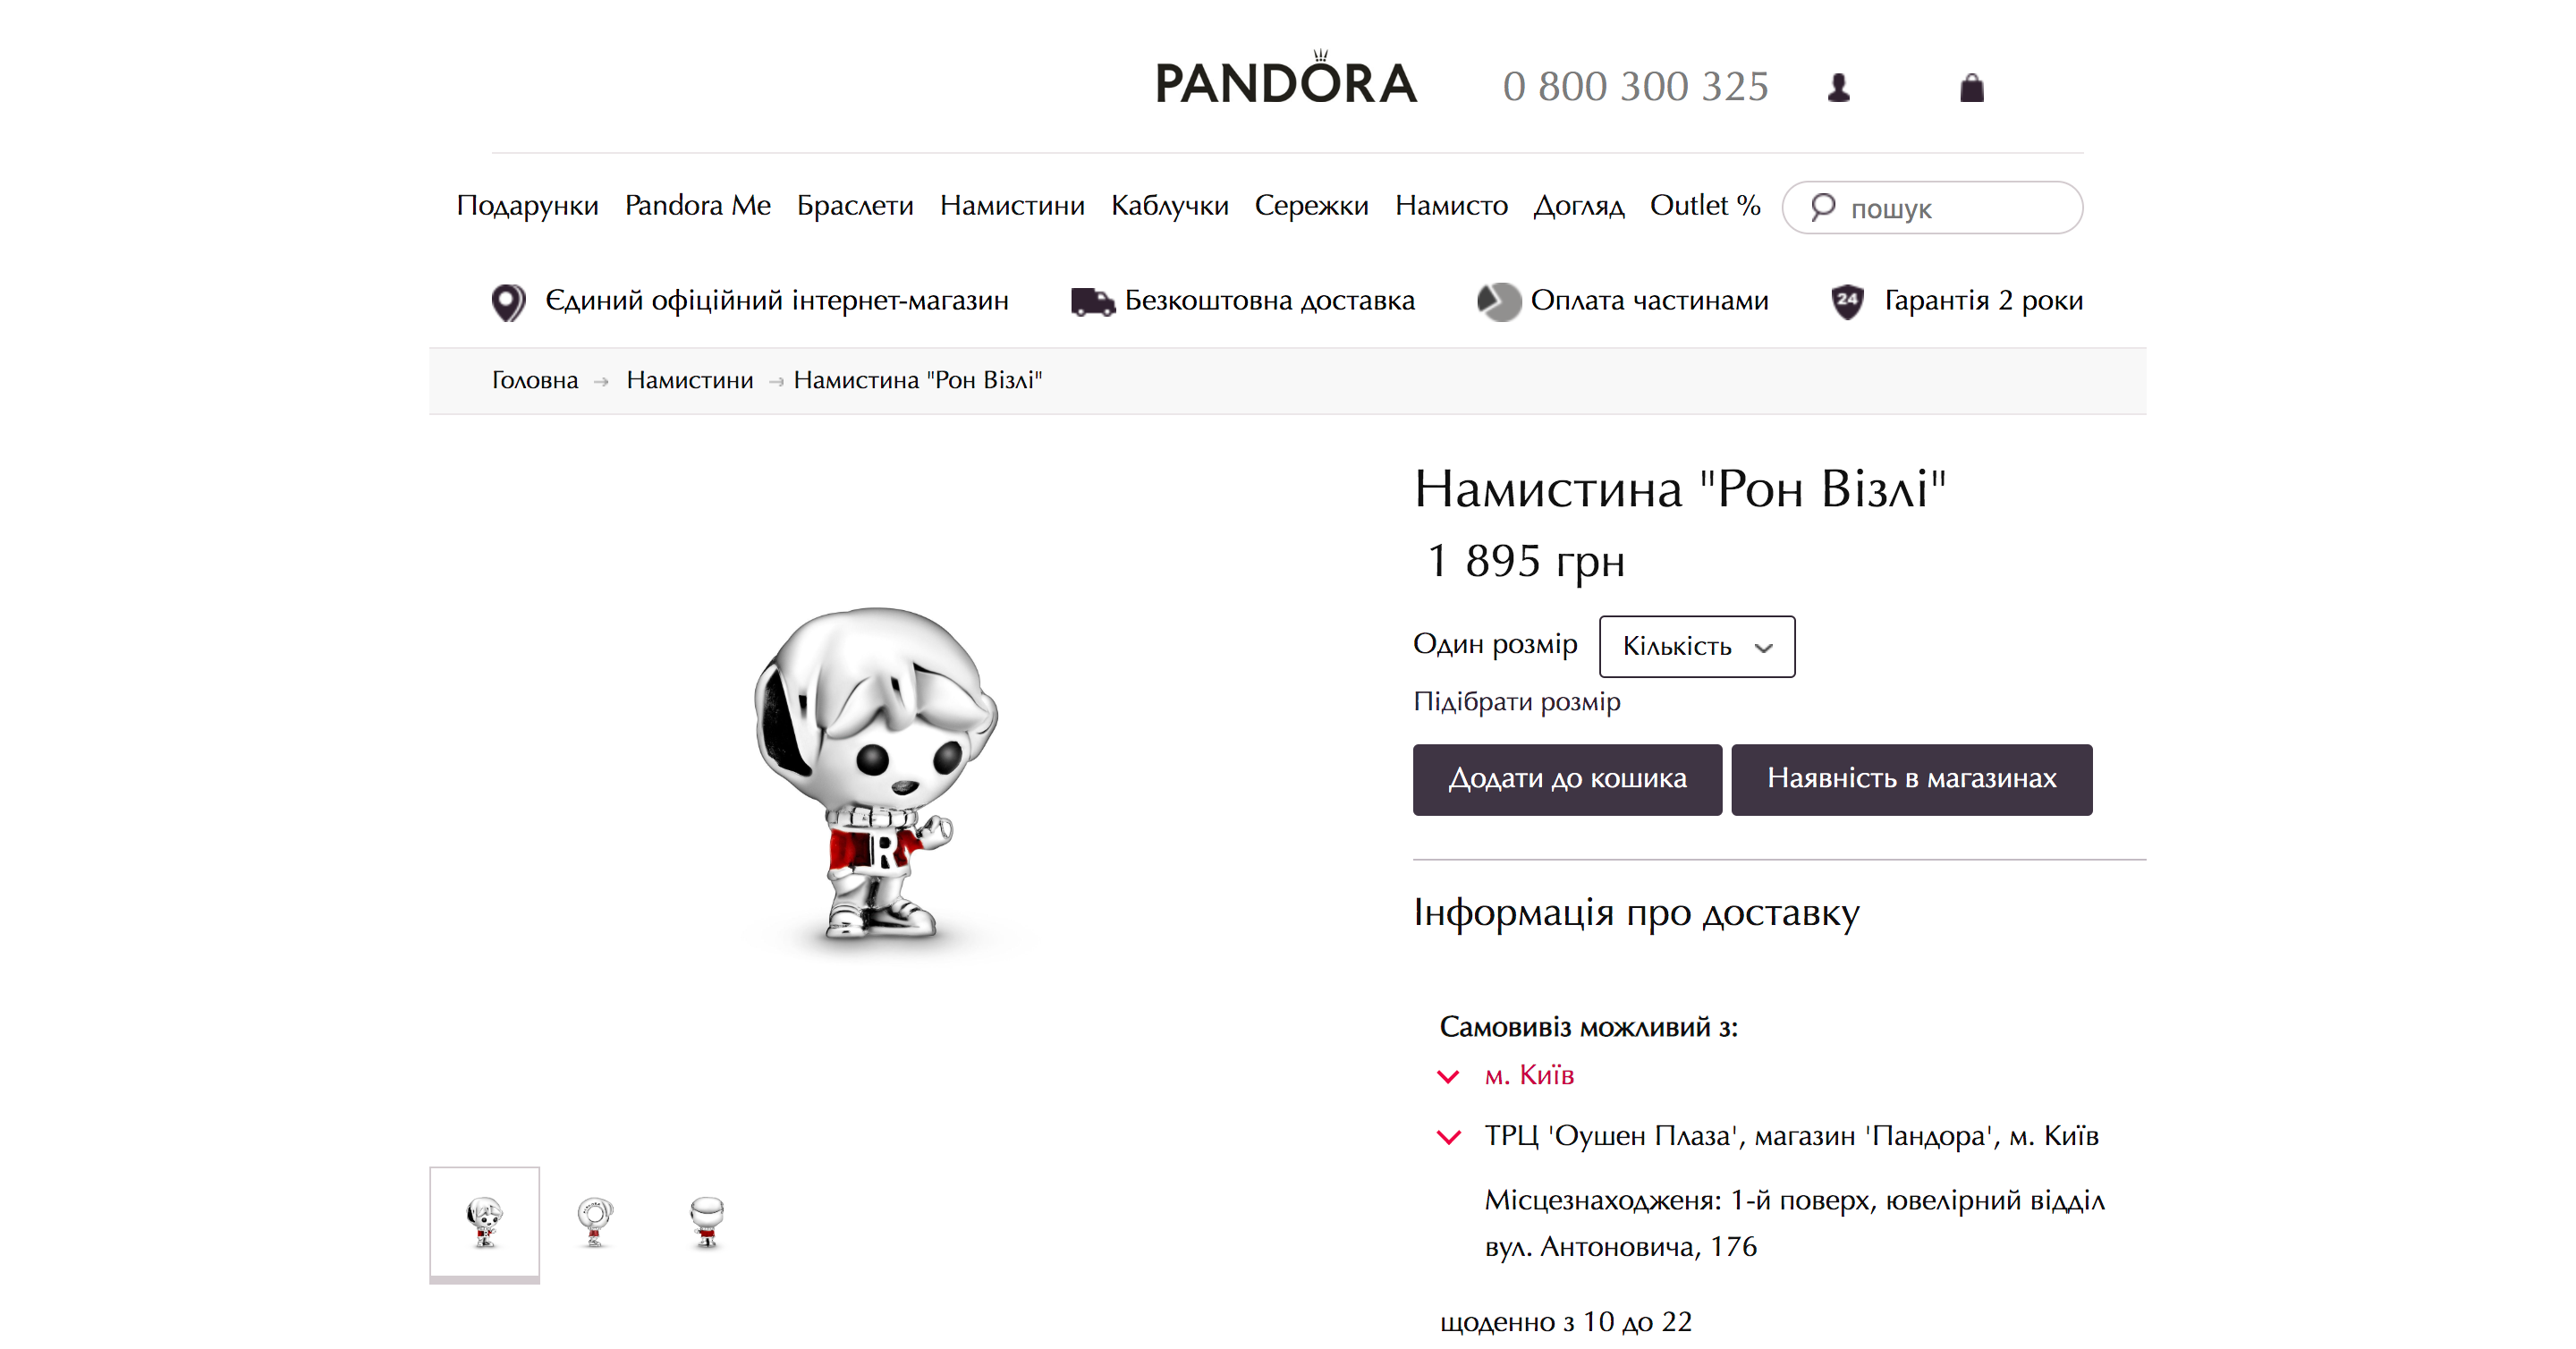 PANDORA
0 800 300 325
Подарунки Pandora Me Браслети Намистини Каблучки Сережки Намисто Догляд Outlet % пошук
Єдиний офіційний інтернет-магазин Безкоштовна доставка Оплата частинами 24 Гарантія 2 роки
Головна → Намистини → Намистина "Рон Візлі"
Намистина "Рон Візлі"
1 895 грн
Один розмір Кількість
Підібрати розмір
Додати до кошика Наявність в магазинах
R
Інформація про доставку
Самовивіз можливий з:
м. Київ
ТРЦ 'Оушен Плаза', магазин 'Пандора', м. Київ
Місцезнаходженя: 1-й поверх, ювелірний відділ
вул. Антоновича, 176
щоденно з 10 до 22